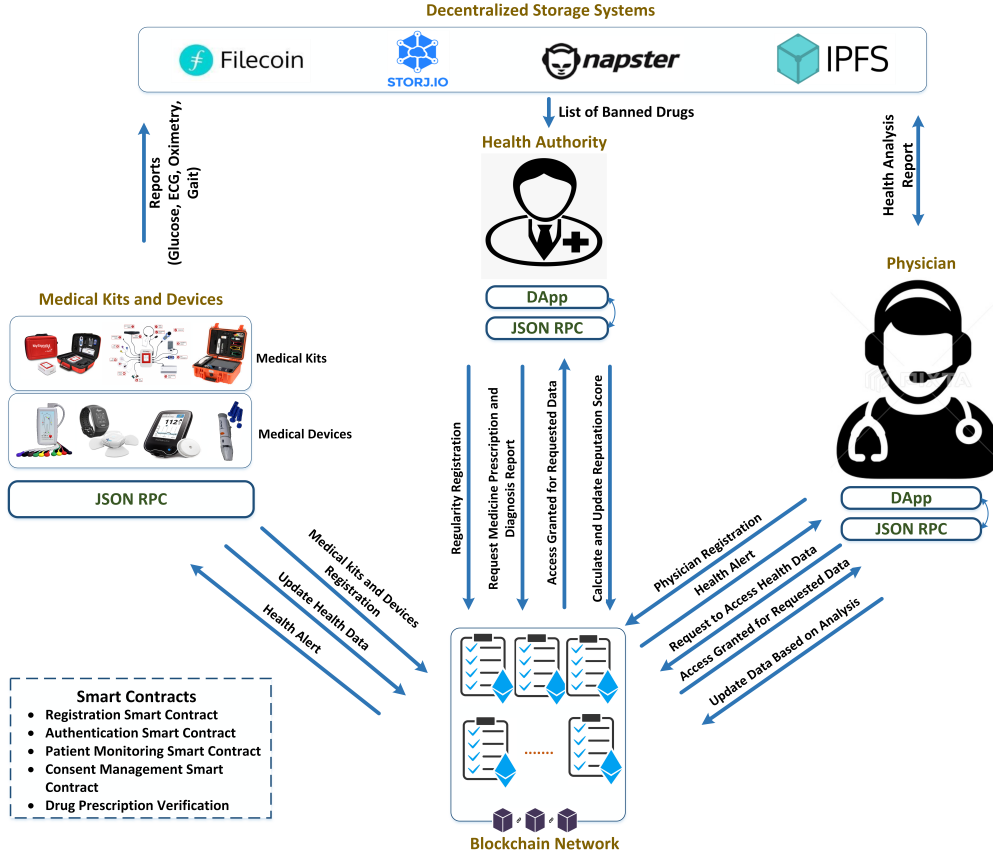 Decentralized Storage Systems
Filecoin
STORJ.IO
napster
IPFS
List of Banned Drugs
Reports
(Glucose, ECG, Oximetry,
Gait)
Health Authority
Health Analysis
Report
DApp
JSON RPC
Physician
DApp
JSON RPC
Medical Kits and Devices
Medical Kits
Medical Devices
112
JSON RPC
Regularity Registration
Request Medicine Prescription and
Diagnosis Report
Access Granted for Requested Data
Calculate and Update Reputation Score
Medical Kits and Devices
Registration
Update Health Data
Health Alert
Physician Registration
Health Alert
Request to Access Health Data
Access Granted for Requested Data
Update Data Based on Analysis
Smart Contracts
• Registration Smart Contract
• Authentication Smart Contract
• Patient Monitoring Smart Contract
• Consent Management Smart
Contract
• Drug Prescription Verification
.......
Blockchain Network